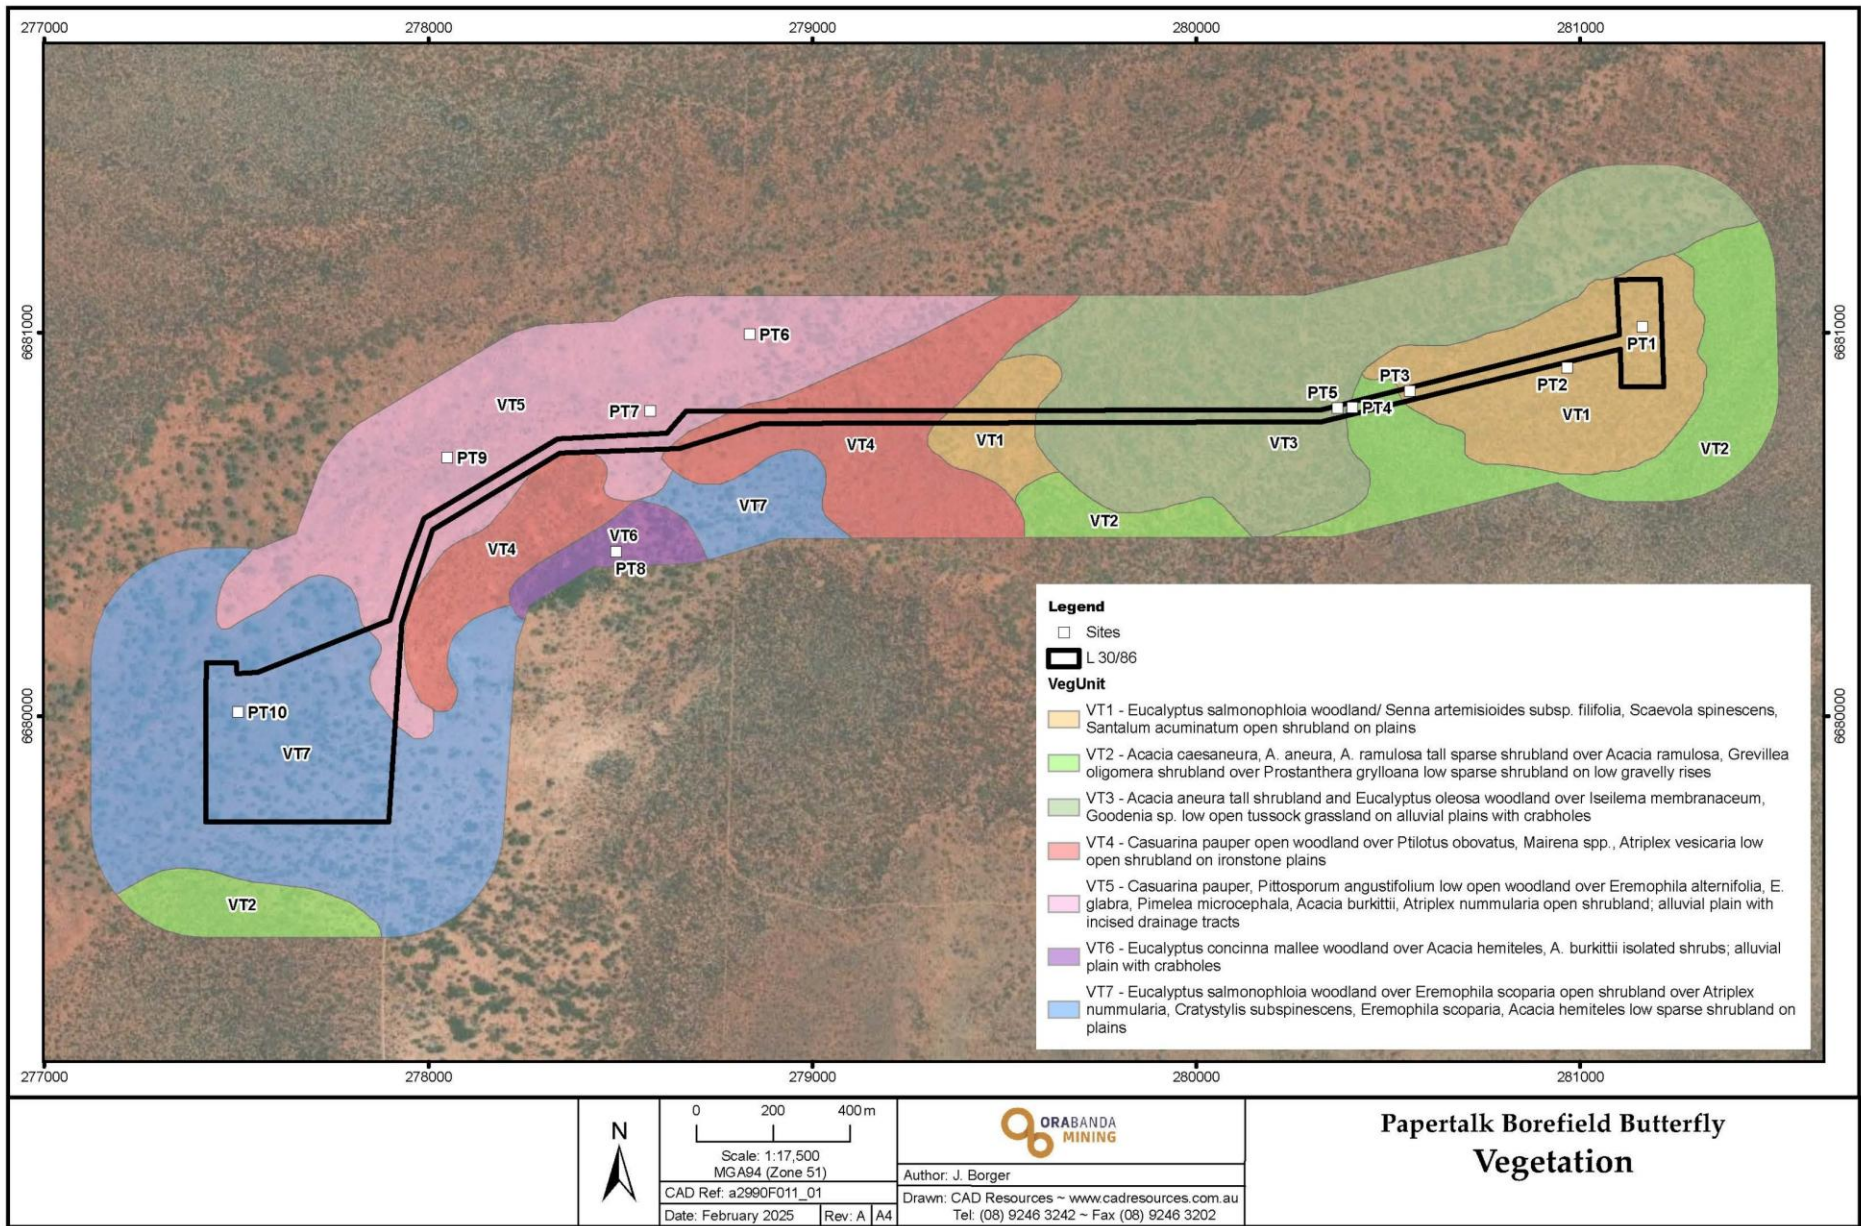 277000 278000 279000 280000 281000
6681000 6681000
6680000 6680000
PT6
VT5
PT7
PT9
PT1
PT2
PT3
PT5
PT4
VT1
VT4
VT1
VT3
VT2
VT7
VT2
VT6
PT8
VT4
PT10
VT7
VT2
Legend
Sites
L 30/86
VegUnit
VT1 - Eucalyptus salmonophloia woodland/ Senna artemisioides subsp. filifolia, Scaevola spinescens,
Santalum acuminatum open shrubland on plains
VT2 - Acacia caesaneura, A. aneura, A. ramulosa tall sparse shrubland over Acacia ramulosa, Grevillea
oligomera shrubland over Prostanthera grylloana low sparse shrubland on low gravelly rises
VT3 - Acacia aneura tall shrubland and Eucalyptus oleosa woodland over Iseilema membranaceum,
Goodenia sp. low open tussock grassland on alluvial plains with crabholes
VT4 - Casuarina pauper open woodland over Ptilotus obovatus, Mairena spp., Atriplex vesicaria low
open shrubland on ironstone plains
VT5 - Casuarina pauper, Pittosporum angustifolium low open woodland over Eremophila alternifolia, E.
glabra, Pimelea microcephala, Acacia burkittii, Atriplex nummularia open shrubland; alluvial plain with
incised drainage tracts
VT6 - Eucalyptus concinna mallee woodland over Acacia hemiteles, A. burkittii isolated shrubs; alluvial
plain with crabholes
VT7 - Eucalyptus salmonophloia woodland over Eremophila scoparia open shrubland over Atriplex
nummularia, Cratystylis subspinescens, Eremophila scoparia, Acacia hemiteles low sparse shrubland on
plains
277000 278000 279000 280000 281000
N
0 200 400 m
Scale: 1:17,500
MGA94 (Zone 51)
CAD Ref: a2990F011_01
Date: February 2025 Rev: A A4
ORABANDA
MINING
Author: J. Borger
Drawn: CAD Resources ~ www.cadresources.com.au
Tel: (08) 9246 3242 ~ Fax (08) 9246 3202
Papertalk Borefield Butterfly
Vegetation